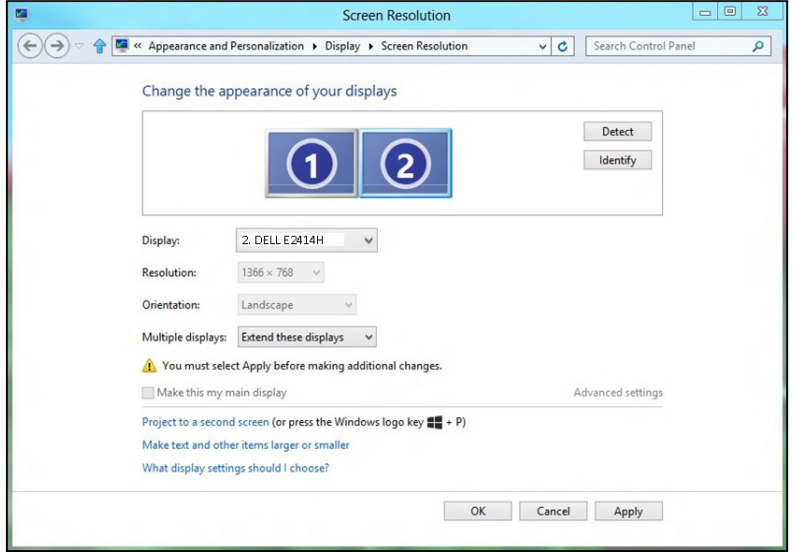 Screen Resolution
« Appearance and Personalization ▸ Display ▸ Screen Resolution
Search Control Panel
Change the appearance of your displays
1 2
Detect
Identify
Display: 2. DELL E2414H
Resolution: 1366 × 768
Orientation: Landscape
Multiple displays: Extend these displays
You must select Apply before making additional changes.
Make this my main display Advanced settings
Project to a second screen (or press the Windows logo key + P)
Make text and other items larger or smaller
What display settings should I choose?
OK Cancel Apply